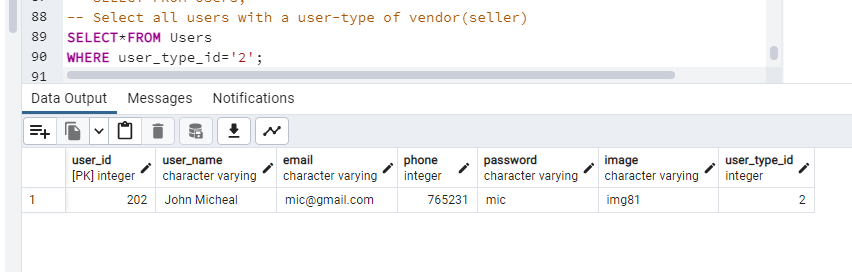 88 -- Select all users with a user-type of vendor(seller)
89 SELECT*FROM Users
90 WHERE user_type_id='2';
91
Data Output Messages Notifications
user_id user_name email phone password image user_type_id
[PK] integer character varying character varying integer character varying character varying integer
1 202 John Micheal mic@gmail.com 765231 mic img81 2